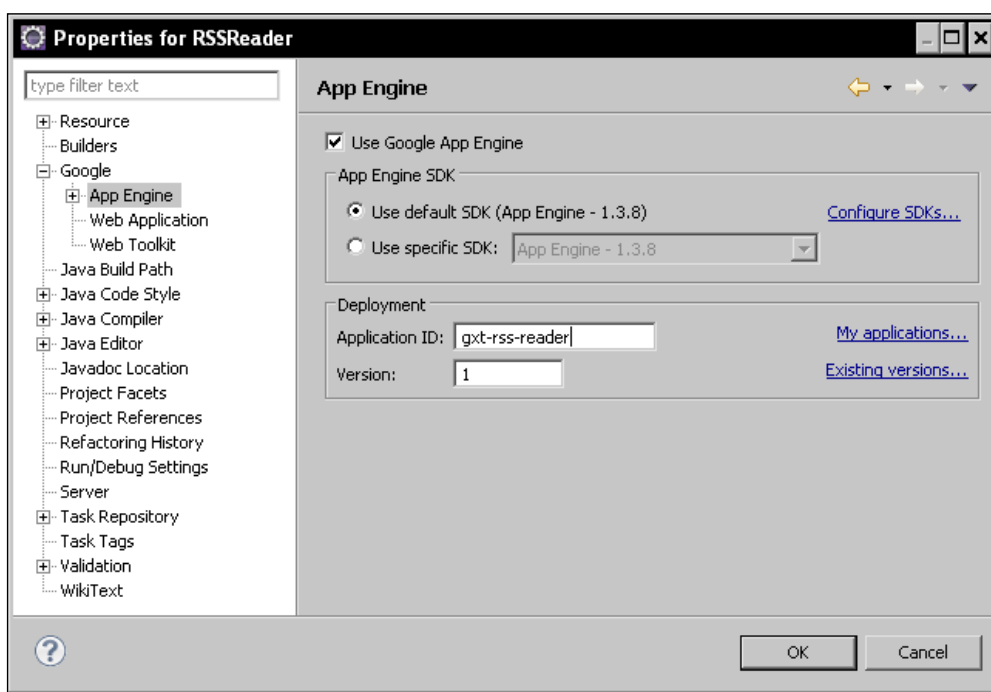 Properties for RSSReader
type filter text
Resource
Builders
Google
App Engine
Web Application
Web Toolkit
Java Build Path
Java Code Style
Java Compiler
Java Editor
Javadoc Location
Project Facets
Project References
Refactoring History
Run/Debug Settings
Server
Task Repository
Task Tags
Validation
WikiText
App Engine
Use Google App Engine
App Engine SDK
Use default SDK (App Engine - 1.3.8) Configure SDKs...
Use specific SDK: App Engine - 1.3.8
Deployment
Application ID: gxt-rss-reader My applications...
Version: 1 Existing versions...
? OK Cancel